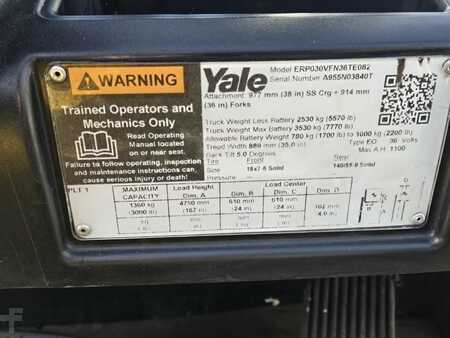 WARNING
Trained Operators and
Mechanics Only
Read the Operating
Manual located
on or near seat.
Failure to follow operating, inspection
and maintenance instructions can
cause serious injury or death.
Yale
Model ERP030VFN36TE082
Serial Number A955N03840T
Attachment: 977 mm (38 in) SS Crg + 914 mm
(36 in) Forks
Truck Weight Less Battery 2530 kg (5570 lb)
Truck Weight Max Battery 3530 kg (7770 lb)
Allowable Battery Weight 780 kg (1700 lb) to 1000 kg (2200 lb)
Tread Width 889 mm (35.0 in) Type EO 36 Volts
Back Tilt 5.0 Degrees Max A H 1100
Tire Front
Size 18x7-8 Solid
MAXIMUM CAPACITY
Load Height Dim. A
Load Center
Dim. B Dim. C Dim. D
1360 kg 4750 mm 610 mm 610 mm 102 mm
(3000 lb) (187 in) (24 in) (24 in) (4.0 in)